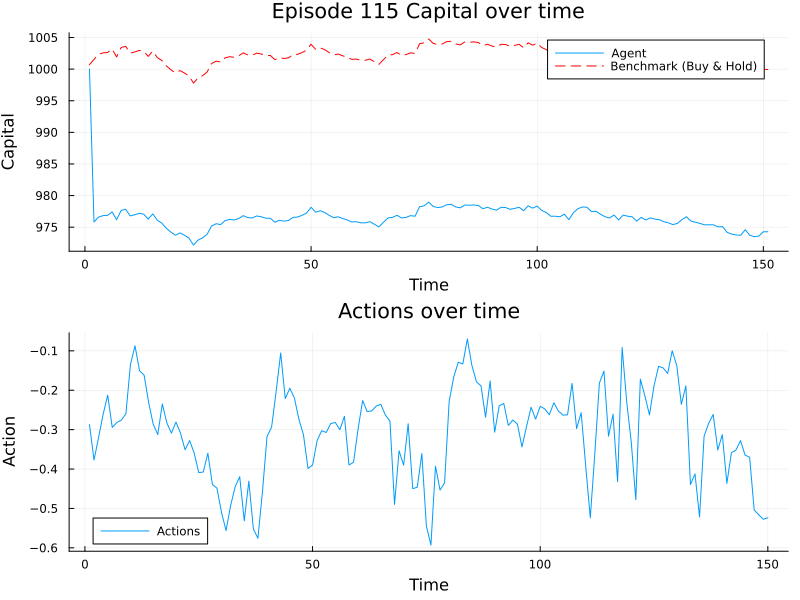 Episode 115 Capital over time
1005
1000
995
990
985
980
975
Capital
Agent
Benchmark (Buy & Hold)
0
50
100
150
Time
Actions over time
−0.1
−0.2
−0.3
−0.4
−0.5
−0.6
Action
Actions
0
50
100
150
Time